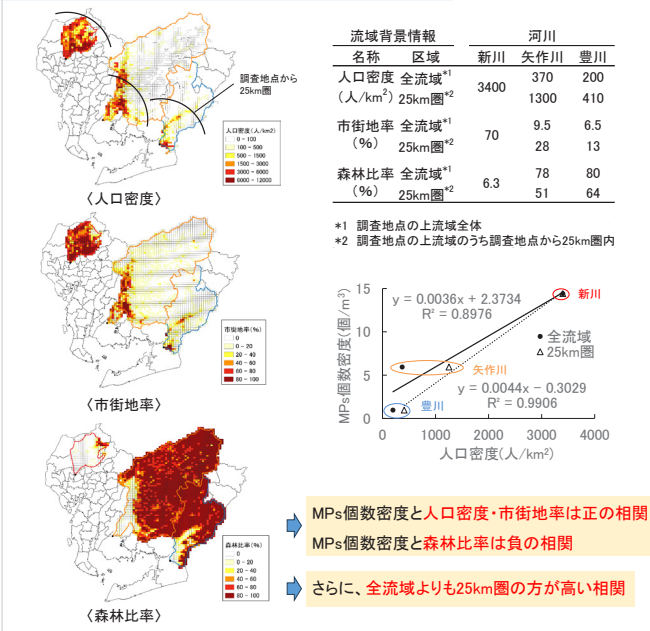 調査地点から
25km圏
人口密度(人/km2)
0 - 100
100 - 500
500 - 1500
1500 - 3000
3000 - 6000
6000 - 12000
〈人口密度〉
市街地率(%)
0
0 - 20
20 - 40
40 - 60
60 - 80
80 - 100
〈市街地率〉
森林比率(%)
0
0 - 20
20 - 40
40 - 60
60 - 80
80 - 100
〈森林比率〉
流域背景情報 河川
名称 区域 新川 矢作川 豊川
人口密度 全流域*1 3400 370 200
(人/km2) 25km圏*2 1300 410
市街地率 全流域*1 70 9.5 6.5
(%) 25km圏*2 28 13
森林比率 全流域*1 6.3 78 80
(%) 25km圏*2 51 64
*1 調査地点の上流域全体
*2 調査地点の上流域のうち調査地点から25km圏内
MPs個数密度(個/m3)
15
10
5
0
y = 0.0036x + 2.3734
R² = 0.8976
新川
全流域
25km圏
矢作川
y = 0.0044x − 0.3029
R² = 0.9906
豊川
0 1000 2000 3000 4000
人口密度(人/km2)
MPs個数密度と人口密度・市街地率は正の相関
MPs個数密度と森林比率は負の相関
さらに、全流域よりも25km圏の方が高い相関